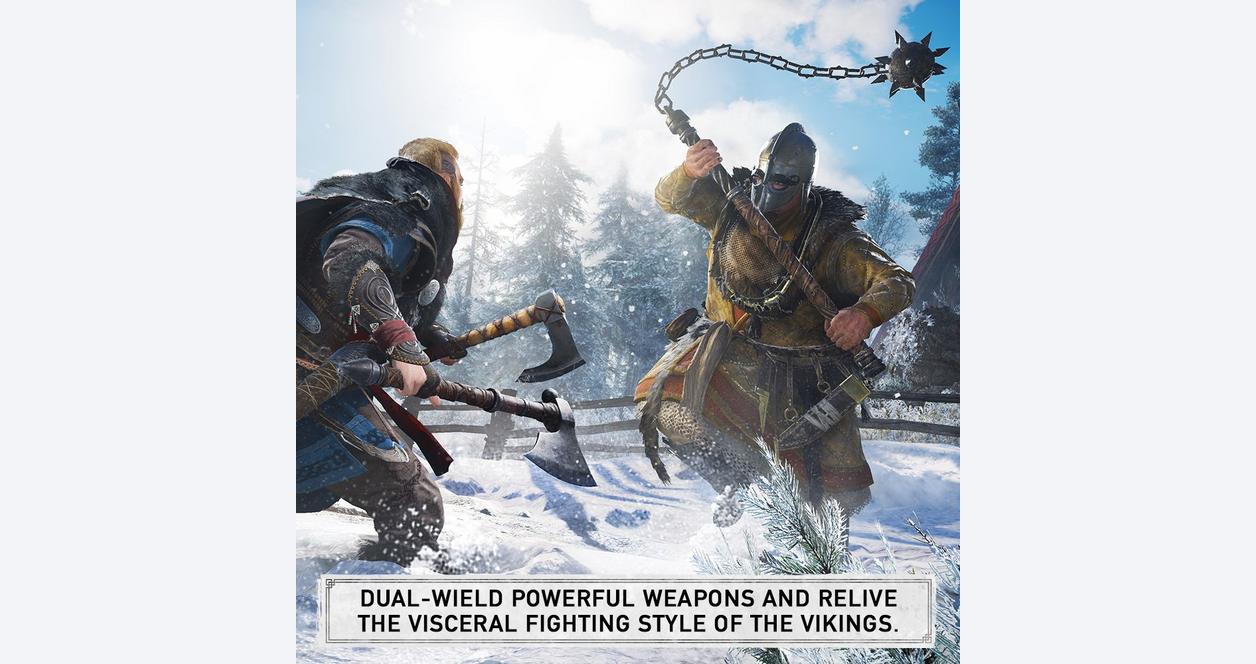 DUAL-WIELD POWERFUL WEAPONS AND RELIVE
THE VISCERAL FIGHTING STYLE OF THE VIKINGS.